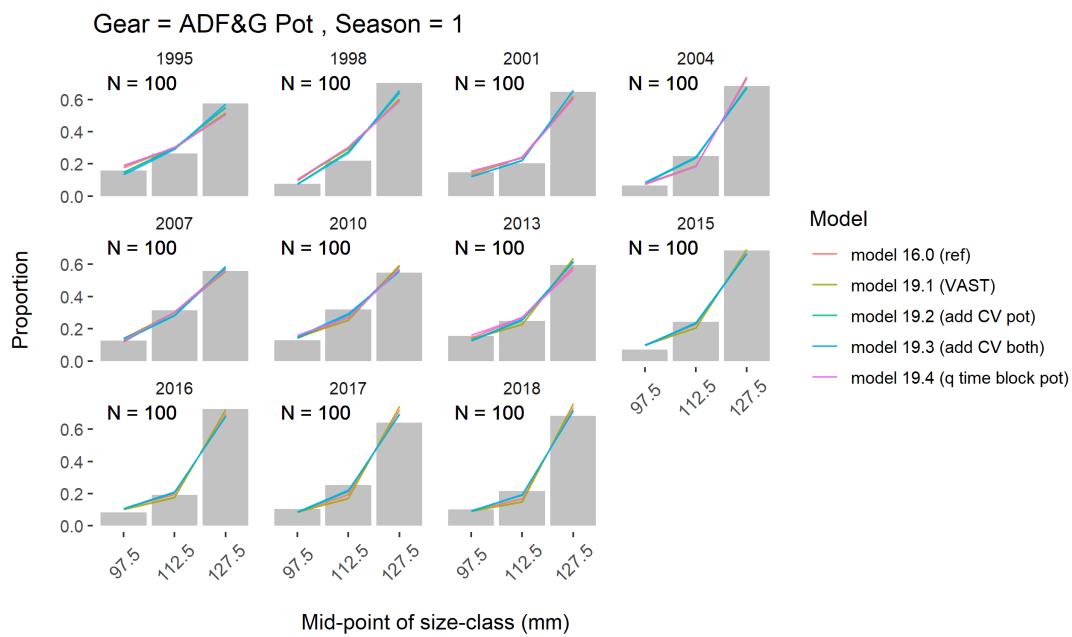 Gear = ADF&G Pot , Season = 1
1995 1998 2001 2004
N = 100 N = 100 N = 100 N = 100
0.6
0.4
0.2
0.0
2007 2010 2013 2015
N = 100 N = 100 N = 100 N = 100
0.6
0.4
0.2
0.0
97.5 112.5 127.5
2016 2017 2018
N = 100 N = 100 N = 100
0.6
0.4
0.2
0.0
97.5 112.5 127.5 97.5 112.5 127.5 97.5 112.5 127.5
Proportion
Mid-point of size-class (mm)
Model
model 16.0 (ref)
model 19.1 (VAST)
model 19.2 (add CV pot)
model 19.3 (add CV both)
model 19.4 (q time block pot)